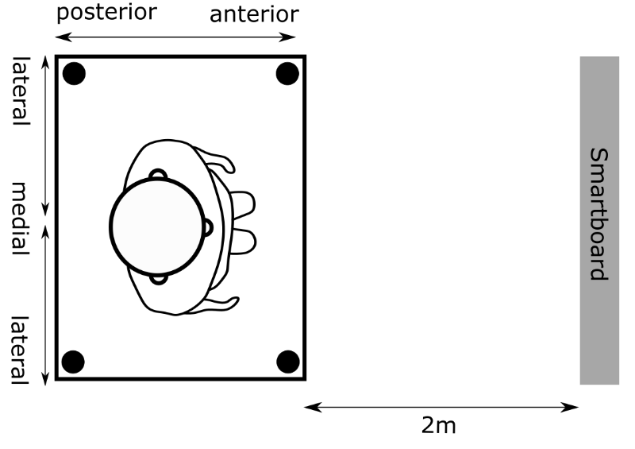 posterior
anterior
lateral
medial
lateral
Smartboard
2m